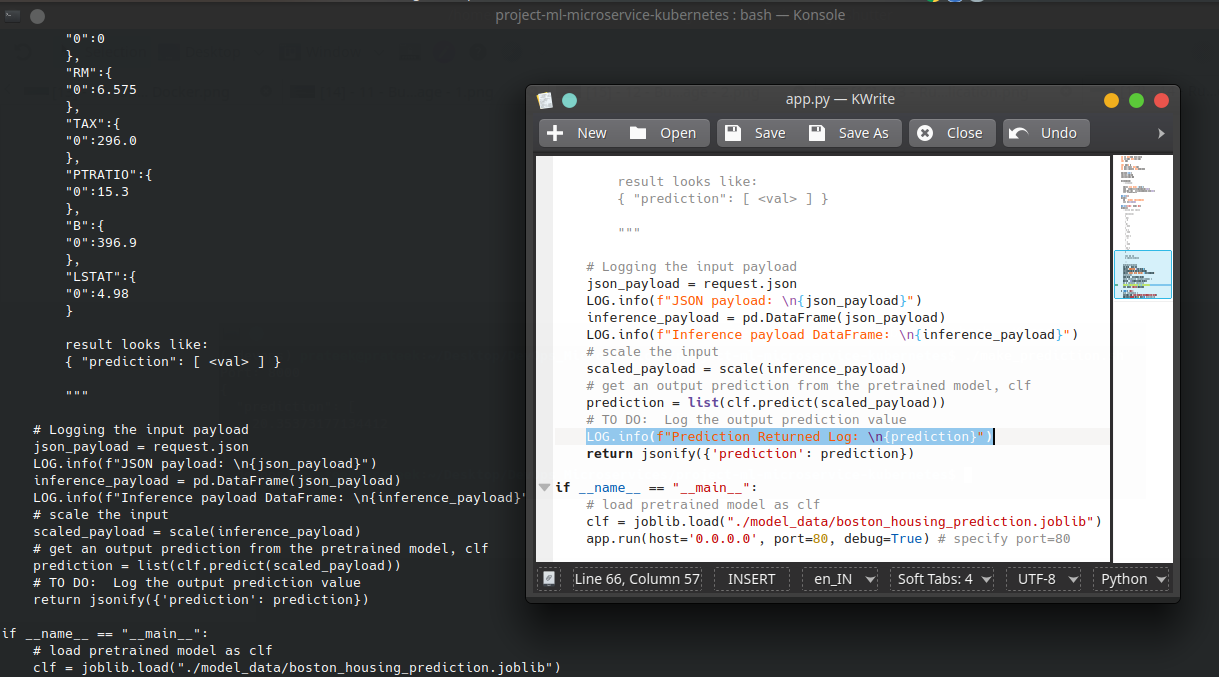 project-ml-microservice-kubernetes : bash — Konsole
"0":0
},
"RM":{
"0":6.575
},
"TAX":{
"0":296.0
},
"PTRATIO":{
"0":15.3
},
"B":{
"0":396.9
},
"LSTAT":{
"0":4.98
}
result looks like:
{ "prediction": [ <val> ] }
"""
# Logging the input payload
json_payload = request.json
LOG.info(f"JSON payload: \n{json_payload}")
inference_payload = pd.DataFrame(json_payload)
LOG.info(f"Inference payload DataFrame: \n{inference_payload}"
# scale the input
scaled_payload = scale(inference_payload)
# get an output prediction from the pretrained model, clf
prediction = list(clf.predict(scaled_payload))
# TO DO:  Log the output prediction value
return jsonify({'prediction': prediction})
if __name__ == "__main__":
# load pretrained model as clf
clf = joblib.load("./model_data/boston_housing_prediction.joblib")
app.py — KWrite
New Open Save Save As Close Undo
result looks like:
{ "prediction": [ <val> ] }
"""
# Logging the input payload
json_payload = request.json
LOG.info(f"JSON payload: \n{json_payload}")
inference_payload = pd.DataFrame(json_payload)
LOG.info(f"Inference payload DataFrame: \n{inference_payload}")
# scale the input
scaled_payload = scale(inference_payload)
# get an output prediction from the pretrained model, clf
prediction = list(clf.predict(scaled_payload))
# TO DO:  Log the output prediction value
LOG.info(f"Prediction Returned Log: \n{prediction}")
return jsonify({'prediction': prediction})
if __name__ == "__main__":
# load pretrained model as clf
clf = joblib.load("./model_data/boston_housing_prediction.joblib")
app.run(host='0.0.0.0', port=80, debug=True) # specify port=80
Line 66, Column 57 INSERT en_IN Soft Tabs: 4 UTF-8 Python